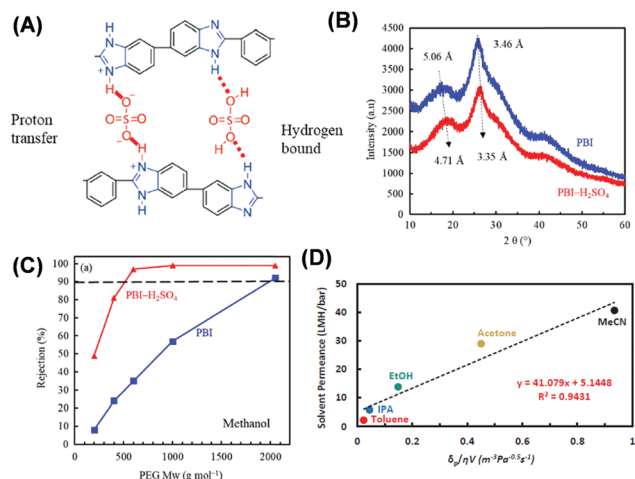 (A)
H
N
N
N
+
H
N
H
H
O
-
O
O=S=O
O
-
H
Proton
transfer
O
H
O=S=O
HO
H
Hydrogen
bound
N
+
N
H
H
N
N
(B)
4500
4000
3500
3000
2500
2000
1500
1000
500
0
Intensity (a.u)
5.06 Å
3.46 Å
4.71 Å
3.35 Å
PBI
PBI–H₂SO₄
10
20
30
40
50
60
2 θ (°)
(C)
(a)
100
90
80
70
60
50
40
30
20
10
0
Rejection (%)
PBI–H₂SO₄
PBI
Methanol
0
500
1000
1500
2000
PEG Mw (g mol⁻¹)
(D)
50
40
30
20
10
0
Solvent Permeance (LMH/bar)
MeCN
Acetone
EtOH
IPA
Toluene
y = 41.079x + 5.1448
R² = 0.9431
0
0.2
0.4
0.6
0.8
1
δₚ/ηV (m⁻³Pa⁻⁰·⁵s⁻¹)